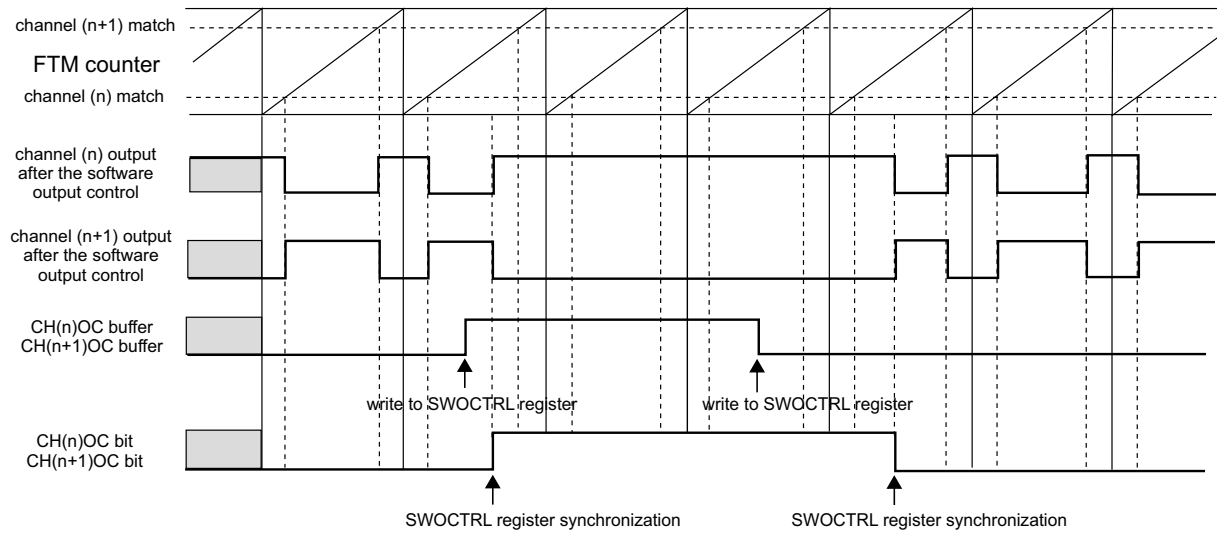 channel (n+1) match
FTM counter
channel (n) match
channel (n) output
after the software
output control
channel (n+1) output
after the software
output control
CH(n)OC buffer
CH(n+1)OC buffer
write to SWOCTRL register
write to SWOCTRL register
CH(n)OC bit
CH(n+1)OC bit
SWOCTRL register synchronization
SWOCTRL register synchronization